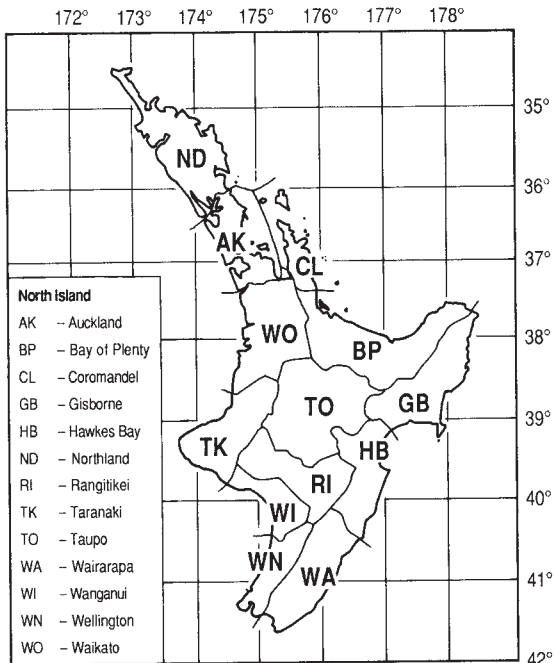 172° 173° 174° 175° 176° 177° 178°
35°
ND
36°
AK
CL
37°
North Island
AK – Auckland
BP – Bay of Plenty
CL – Coromandel
GB – Gisborne
HB – Hawkes Bay
ND – Northland
RI – Rangitikei
TK – Taranaki
TO – Taupo
WA – Wairarapa
WI – Wanganui
WN – Wellington
WO – Waikato
WO
BP
38°
TO
GB
39°
TK
HB
RI
40°
WI
WN
WA
41°
42°